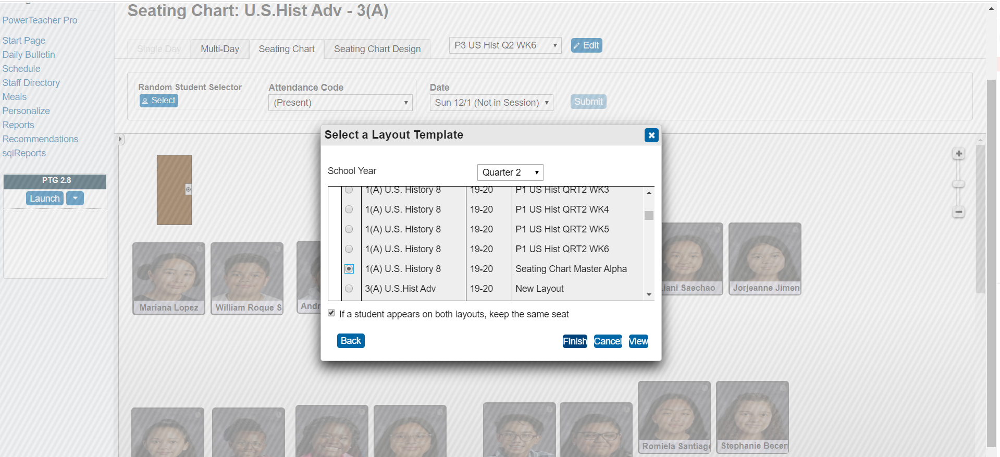 Seating Chart: U.S.Hist Adv - 3(A)
PowerTeacher Pro
Start Page
Daily Bulletin
Schedule
Staff Directory
Meals
Personalize
Reports
Recommendations
sqlReports
PTG 2.8
Launch
Single Day
Multi-Day
Seating Chart
Seating Chart Design
P3 US Hist Q2 WK6
Edit
Random Student Selector
Select
Attendance Code
(Present)
Date
Sun 12/1 (Not in Session)
Submit
Select a Layout Template
School Year
Quarter 2
1(A) U.S. History 8 19-20 P1 US Hist QRT2 WK3
1(A) U.S. History 8 19-20 P1 US Hist QRT2 WK4
1(A) U.S. History 8 19-20 P1 US Hist QRT2 WK5
1(A) U.S. History 8 19-20 P1 US Hist QRT2 WK6
1(A) U.S. History 8 19-20 Seating Chart Master Alpha
3(A) U.S.Hist Adv 19-20 New Layout
If a student appears on both layouts, keep the same seat
Back
Finish
Cancel
View
Mariana Lopez
William Roque S
Andr
iani Saechao
Jorjeanne Jimen
Romiela Santiag
Stephanie Becer